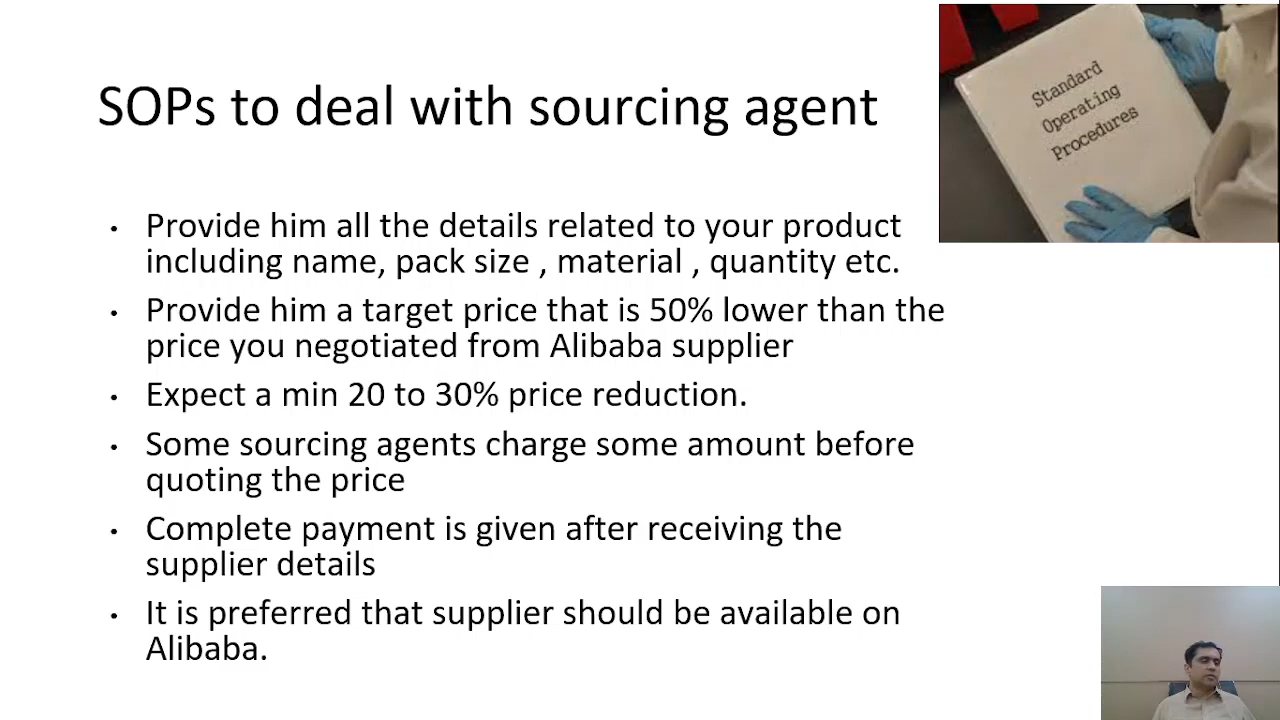 SOPs to deal with sourcing agent
Standard
Operating
Procedures
• Provide him all the details related to your product
including name, pack size , material , quantity etc.
• Provide him a target price that is 50% lower than the
price you negotiated from Alibaba supplier
• Expect a min 20 to 30% price reduction.
• Some sourcing agents charge some amount before
quoting the price
• Complete payment is given after receiving the
supplier details
• It is preferred that supplier should be available on
Alibaba.